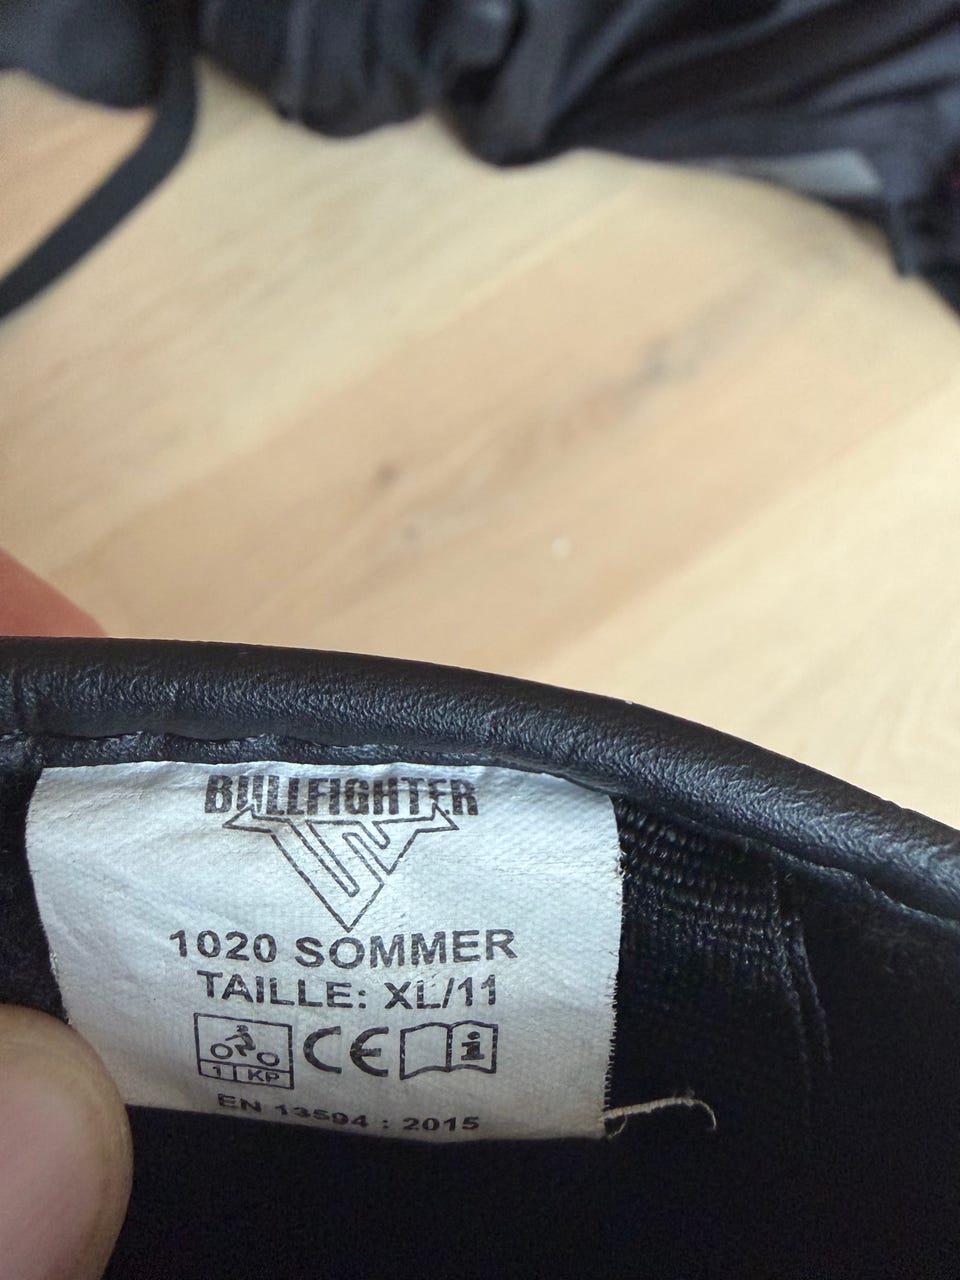 BULLFIGHTER
1020 SOMMER
TAILLE: XL/11
1 KP CE i
EN 13594 : 2015